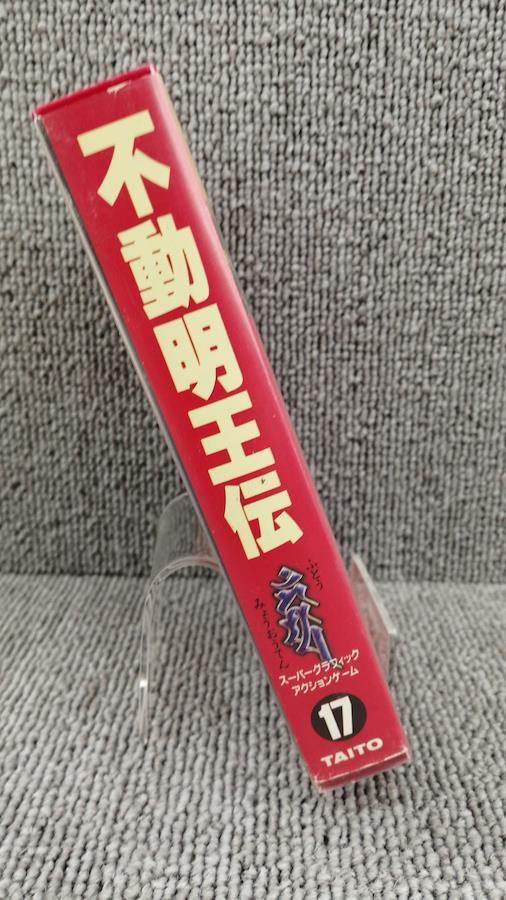 不動明王伝
ふどう
みょうおうでん
スーパーグラフィック
アクションゲーム
17
TAITO